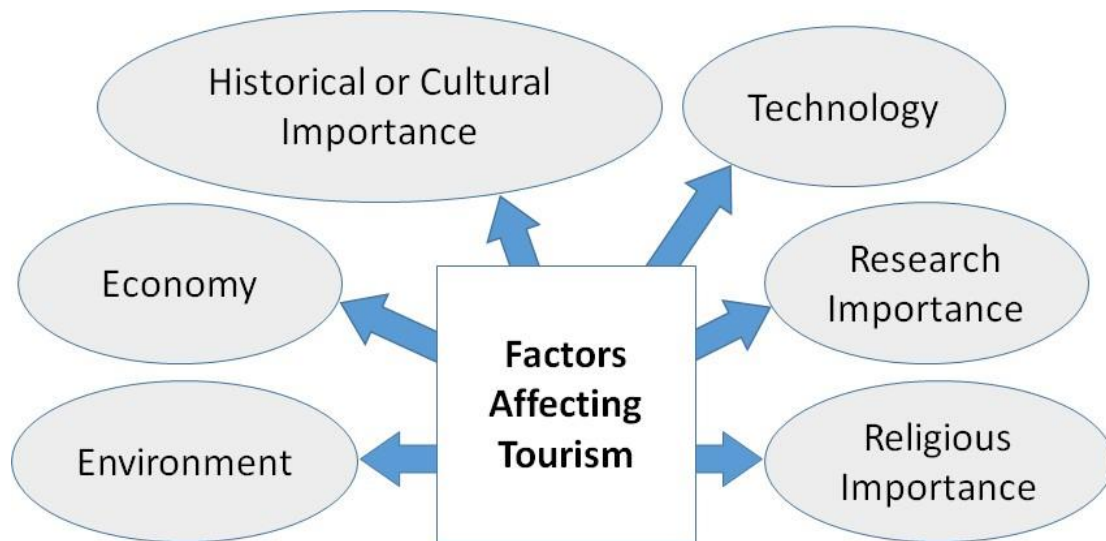 Historical or Cultural
Importance
Technology
Economy
Research
Importance
Factors
Affecting
Tourism
Environment
Religious
Importance